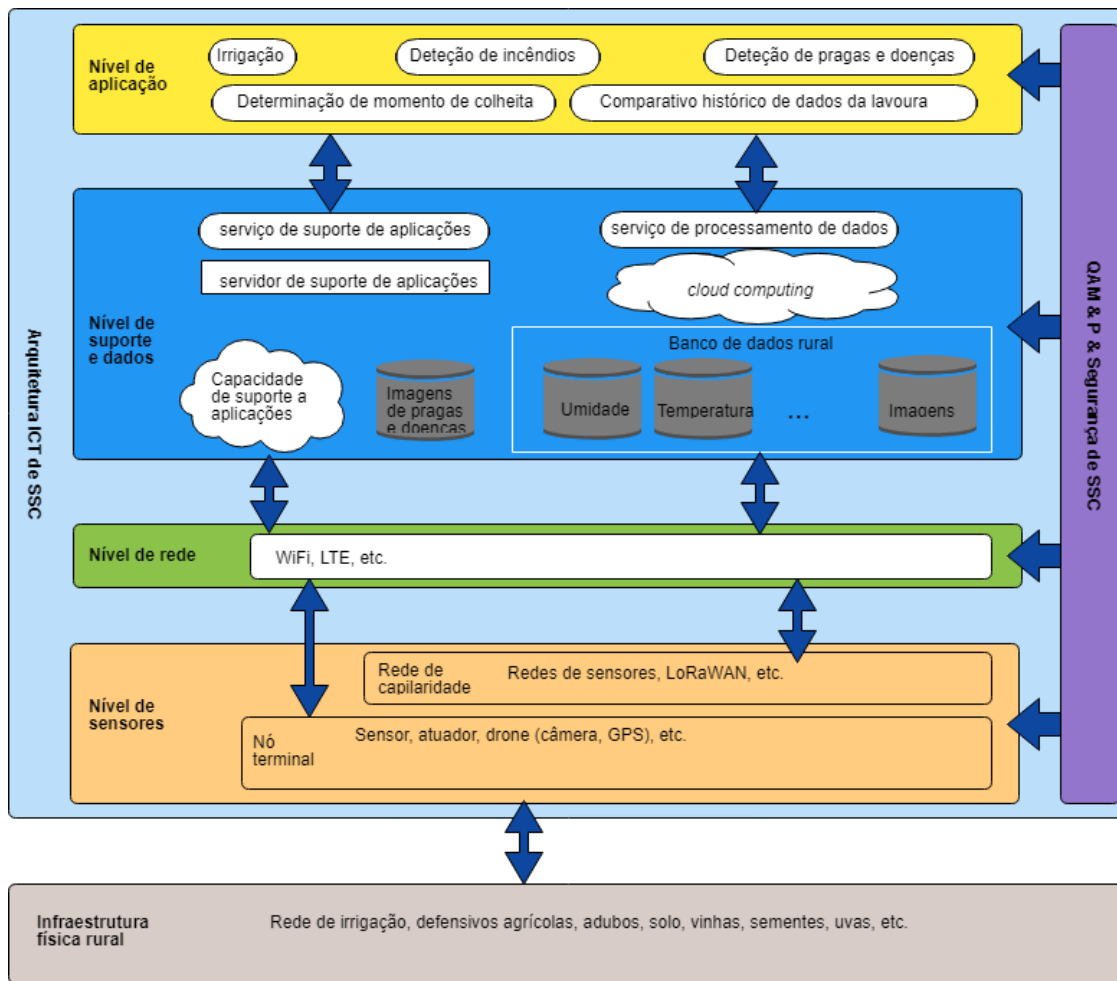 Nível de
aplicação
Irrigação
Deteção de incêndios
Deteção de pragas e doenças
Determinação de momento de colheita
Comparativo histórico de dados da lavoura
Nível de
suporte
e dados
serviço de suporte de aplicações
serviço de processamento de dados
servidor de suporte de aplicações
cloud computing
Banco de dados rural
Capacidade
de suporte a
aplicações
Imagens
de pragas
e doenças
Umidade
Temperatura
...
Imagens
Nível de rede
WiFi, LTE, etc.
Nível de
sensores
Rede de
capilaridade
Redes de sensores, LoRaWAN, etc.
Nó
terminal
Sensor, atuador, drone (câmera, GPS), etc.
Arquitetura ICT de SSC
QAM & P & Segurança de SSC
Infraestrutura
física rural
Rede de irrigação, defensivos agrícolas, adubos, solo, vinhas, sementes, uvas, etc.